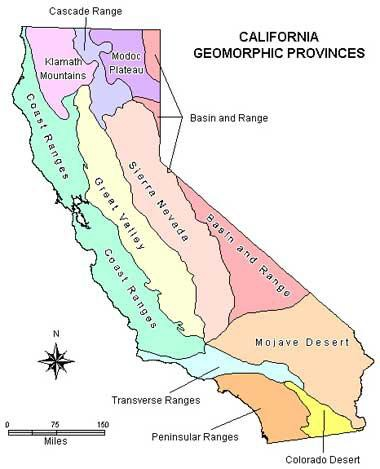 CALIFORNIA
GEOMORPHIC PROVINCES
Cascade Range
Klamath
Mountains
Modoc
Plateau
Basin and Range
Coast Ranges
Great Valley
Sierra Nevada
Basin and Range
Coast Ranges
Mojave Desert
N
Transverse Ranges
Peninsular Ranges
Colorado Desert
0 75 150
Miles